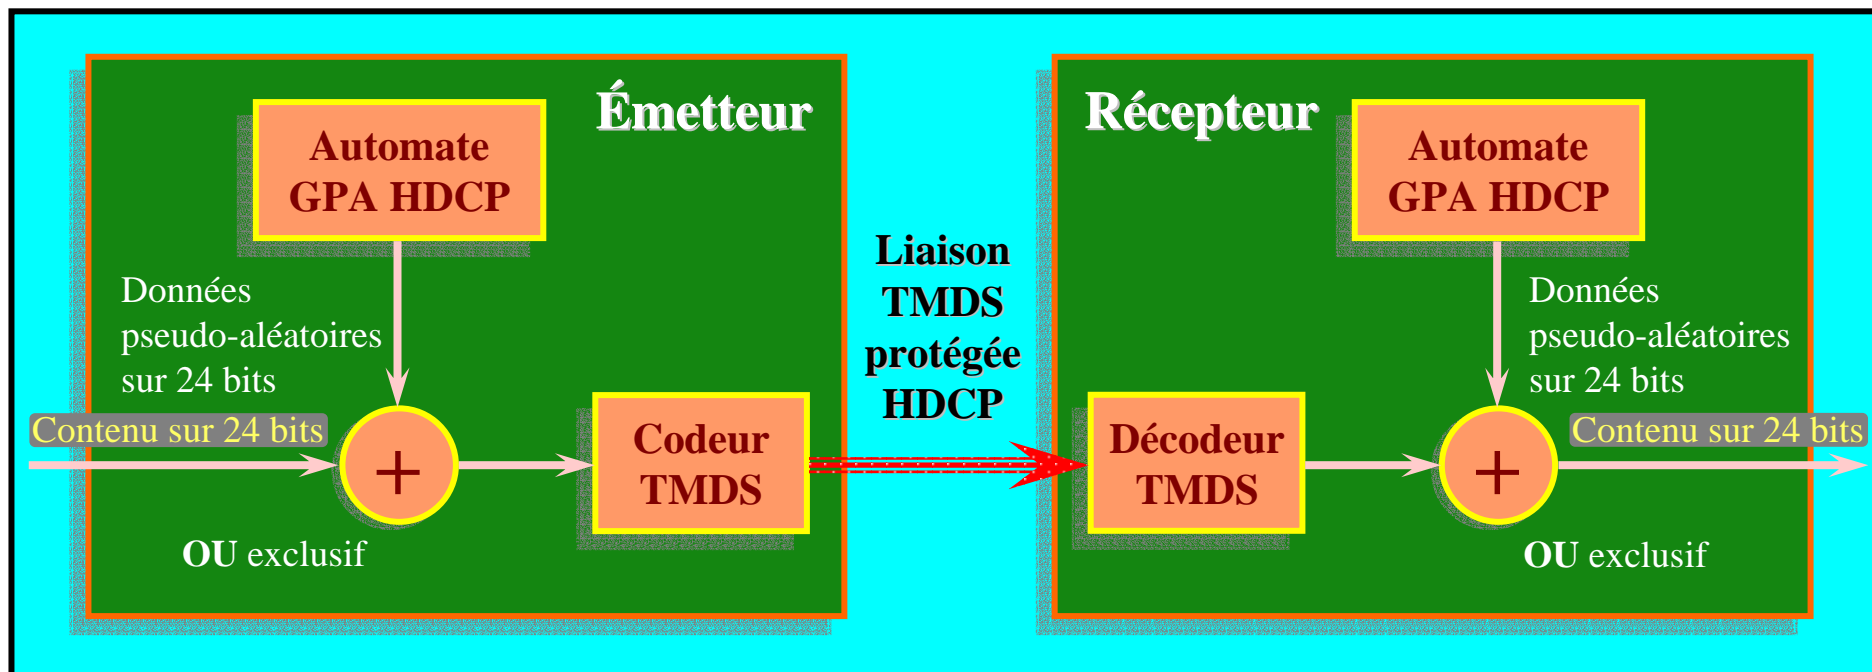 Émetteur
Automate
GPA HDCP
Données
pseudo-aléatoires
sur 24 bits
Contenu sur 24 bits
+
OU exclusif
Codeur
TMDS
Liaison
TMDS
protégée
HDCP
Récepteur
Automate
GPA HDCP
Données
pseudo-aléatoires
sur 24 bits
Décodeur
TMDS
+
Contenu sur 24 bits
OU exclusif